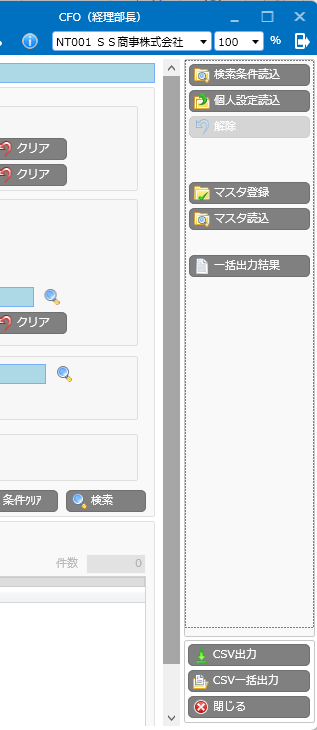 CFO（経理部長）
NT001 ＳＳ商事株式会社
100
%
検索条件読込
個人設定読込
解除
クリア
クリア
マスタ登録
マスタ読込
一括出力結果
クリア
条件クリア
検索
件数
0
CSV出力
CSV一括出力
閉じる